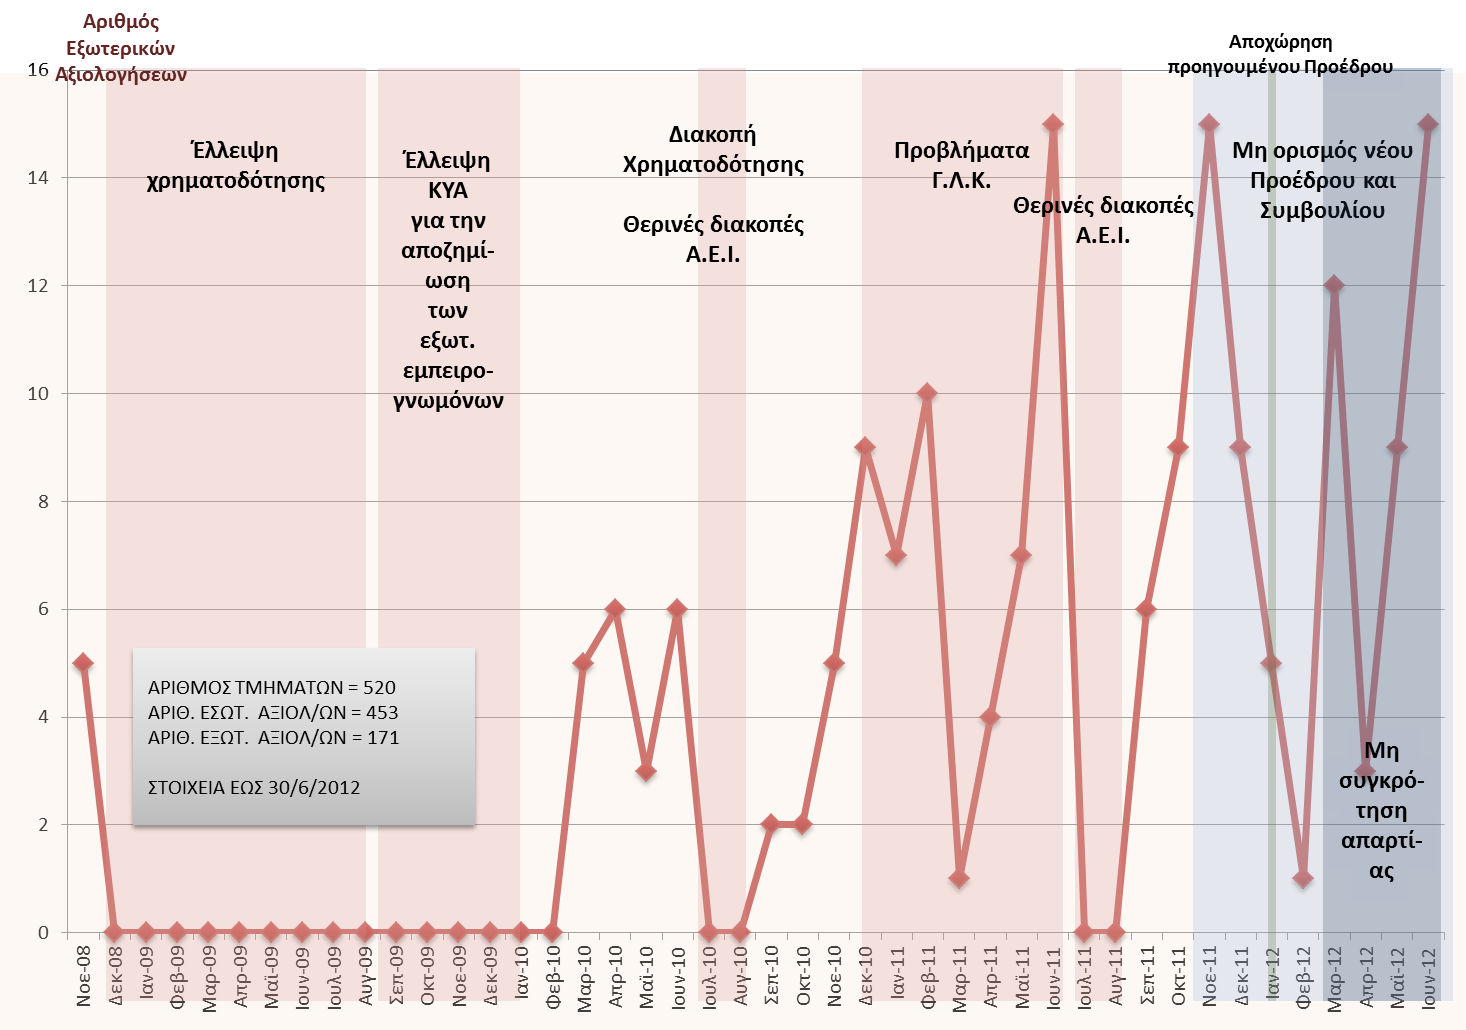 Αριθμός
Εξωτερικών
Αξιολογήσεων
Αποχώρηση
προηγουμένου Προέδρου
Έλλειψη
χρηματοδότησης
Έλλειψη
ΚΥΑ
για την
αποζημί-
ωση
των
εξωτ.
εμπειρο-
γνωμόνων
Διακοπή
Χρηματοδότησης
Θερινές διακοπές
Α.Ε.Ι.
Προβλήματα
Γ.Λ.Κ.
Θερινές διακοπές
Α.Ε.Ι.
Μη ορισμός νέου
Προέδρου και
Συμβουλίου
Μη
συγκρό-
τηση
απαρτί-
ας
ΑΡΙΘΜΟΣ ΤΜΗΜΑΤΩΝ = 520
ΑΡΙΘ. ΕΣΩΤ. ΑΞΙΟΛ/ΩΝ = 453
ΑΡΙΘ. ΕΞΩΤ. ΑΞΙΟΛ/ΩΝ = 171
ΣΤΟΙΧΕΙΑ ΕΩΣ 30/6/2012
16
14
12
10
8
6
4
2
0
Νοε-08
Δεκ-08
Ιαν-09
Φεβ-09
Μαρ-09
Απρ-09
Μαϊ-09
Ιουν-09
Ιουλ-09
Αυγ-09
Σεπ-09
Οκτ-09
Νοε-09
Δεκ-09
Ιαν-10
Φεβ-10
Μαρ-10
Απρ-10
Μαϊ-10
Ιουν-10
Ιουλ-10
Αυγ-10
Σεπ-10
Οκτ-10
Νοε-10
Δεκ-10
Ιαν-11
Φεβ-11
Μαρ-11
Απρ-11
Μαϊ-11
Ιουν-11
Ιουλ-11
Αυγ-11
Σεπ-11
Οκτ-11
Νοε-11
Δεκ-11
Ιαν-12
Φεβ-12
Μαρ-12
Απρ-12
Μαϊ-12
Ιουν-12